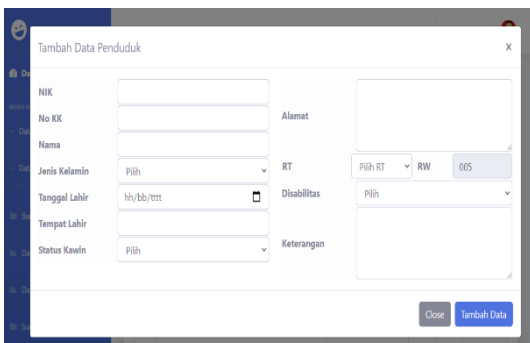 Tambah Data Penduduk x
NIK
No KK
Nama
Jenis Kelamin Pilih
Tanggal Lahir hh/bb/tttt
Tempat Lahir
Status Kawin Pilih
Alamat
RT Pilih RT RW 005
Disabilitas Pilih
Keterangan
Close Tambah Data